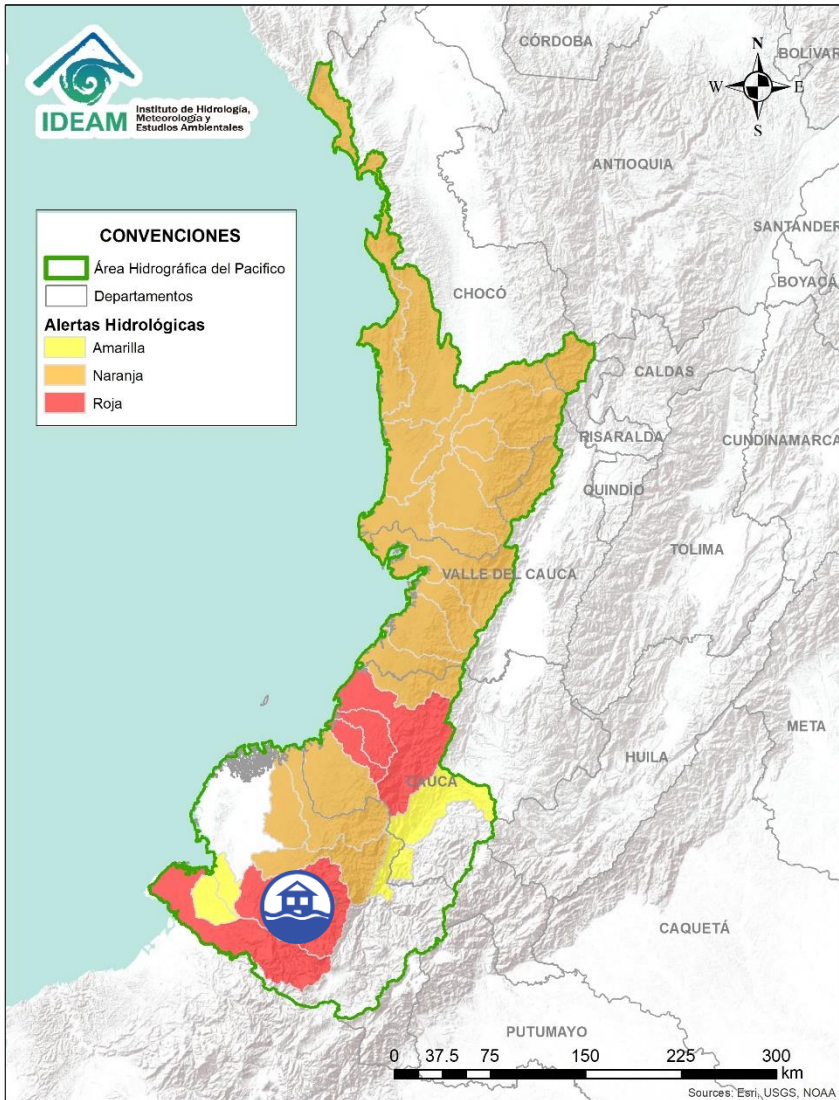 IDEAM
Instituto de Hidrología,
Meteorología y
Estudios Ambientales
CONVENCIONES
Área Hidrográfica del Pacifico
Departamentos
Alertas Hidrológicas
Amarilla
Naranja
Roja
N
W
E
S
CÓRDOBA
BOLÍVAR
ANTIOQUIA
SANTANDER
BOYACÁ
CHOCÓ
CALDAS
RISARALDA
CUNDINAMARCA
QUINDÍO
TOLIMA
VALLE DEL CAUCA
META
HUILA
CAUCA
CAQUETÁ
PUTUMAYO
0 37.5 75 150 225 300
km
Sources: Esri, USGS, NOAA